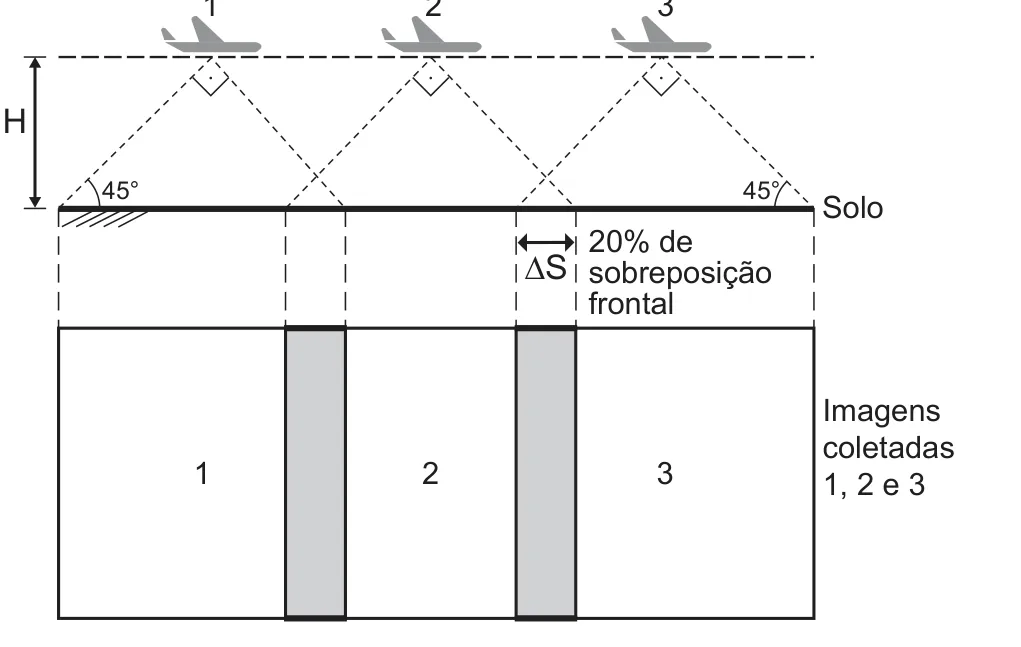 1
2
3
H
45°
45°
Solo
ΔS
20% de
sobreposição
frontal
1
2
3
Imagens
coletadas
1, 2 e 3